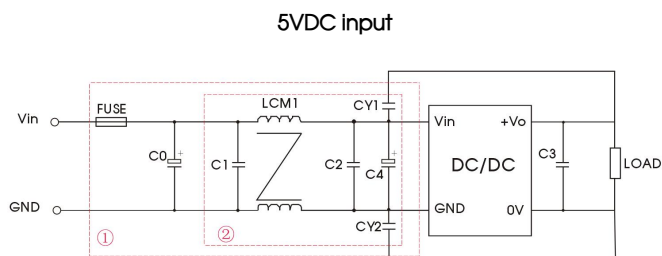 5VDC input
FUSE
LCM1
CY1
Vin
Vin
+Vo
C0
+
C1
C2
C4
+
DC/DC
C3
LOAD
GND
GND
0V
①
②
CY2